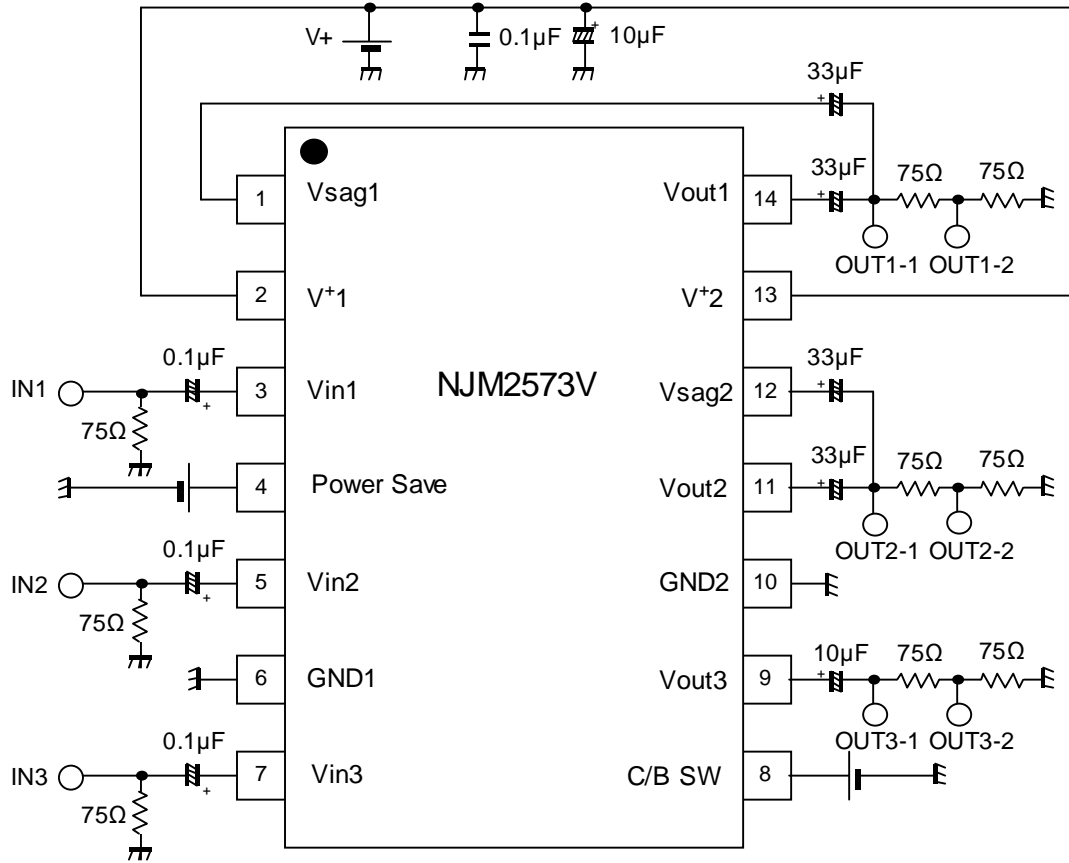 V+
0.1µF
10µF
33µF
33µF
75Ω
75Ω
1
Vsag1
Vout1
14
OUT1-1
OUT1-2
2
V+1
V+2
13
0.1µF
33µF
IN1
3
Vin1
NJM2573V
Vsag2
12
75Ω
33µF
75Ω
75Ω
4
Power Save
Vout2
11
0.1µF
OUT2-1
OUT2-2
IN2
5
Vin2
GND2
10
75Ω
10µF
75Ω
75Ω
6
GND1
Vout3
9
0.1µF
OUT3-1
OUT3-2
IN3
7
Vin3
C/B SW
8
75Ω